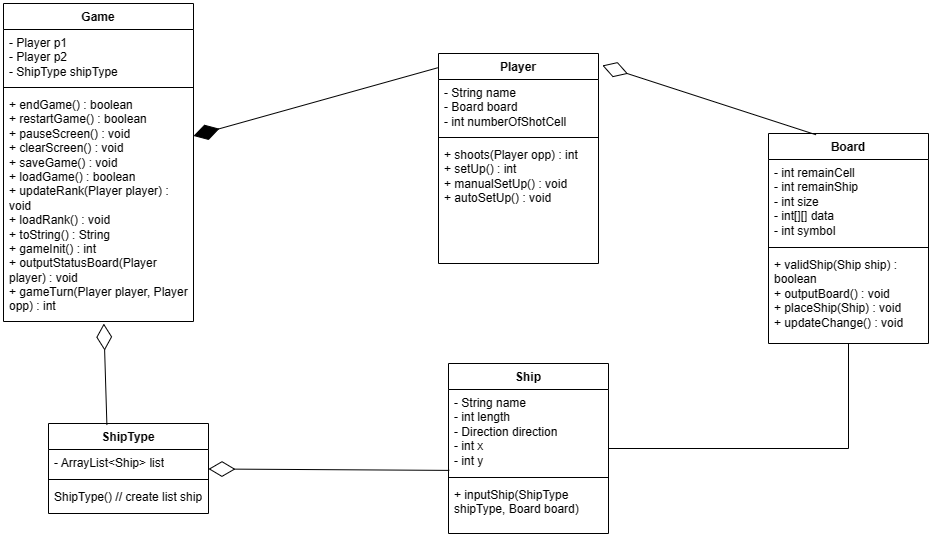 Game
- Player p1
- Player p2
- ShipType shipType
+ endGame() : boolean
+ restartGame() : boolean
+ pauseScreen() : void
+ clearScreen() : void
+ saveGame() : void
+ loadGame() : boolean
+ updateRank(Player player) :
void
+ loadRank() : void
+ toString() : String
+ gameInit() : int
+ outputStatusBoard(Player
player) : void
+ gameTurn(Player player, Player
opp) : int
Player
- String name
- Board board
- int numberOfShotCell
+ shoots(Player opp) : int
+ setUp() : int
+ manualSetUp() : void
+ autoSetUp() : void
Board
- int remainCell
- int remainShip
- int size
- int[][] data
- int symbol
+ validShip(Ship ship) :
boolean
+ outputBoard() : void
+ placeShip(Ship) : void
+ updateChange() : void
ShipType
- ArrayList<Ship> list
ShipType() // create list ship
Ship
- String name
- int length
- Direction direction
- int x
- int y
+ inputShip(ShipType
shipType, Board board)